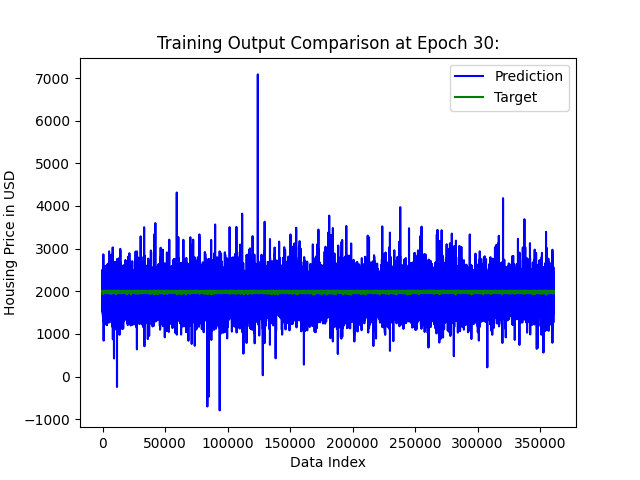 Training Output Comparison at Epoch 30:
Prediction
Target
Housing Price in USD
7000
6000
5000
4000
3000
2000
1000
0
−1000
0 50000 100000 150000 200000 250000 300000 350000
Data Index